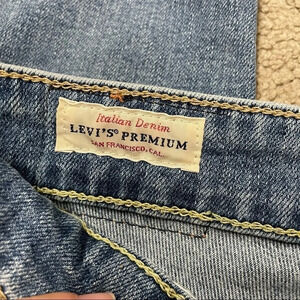 Italian Denim
LEVI'S® PREMIUM
SAN FRANCISCO, CAL.